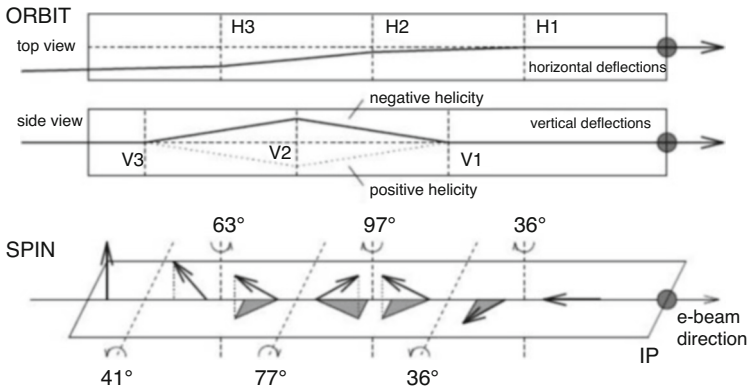 ORBIT
H3 H2 H1
top view
horizontal deflections
negative helicity
side view
vertical deflections
V3 V2 V1
positive helicity
63° 97° 36°
SPIN
e-beam
direction
IP
41° 77° 36°